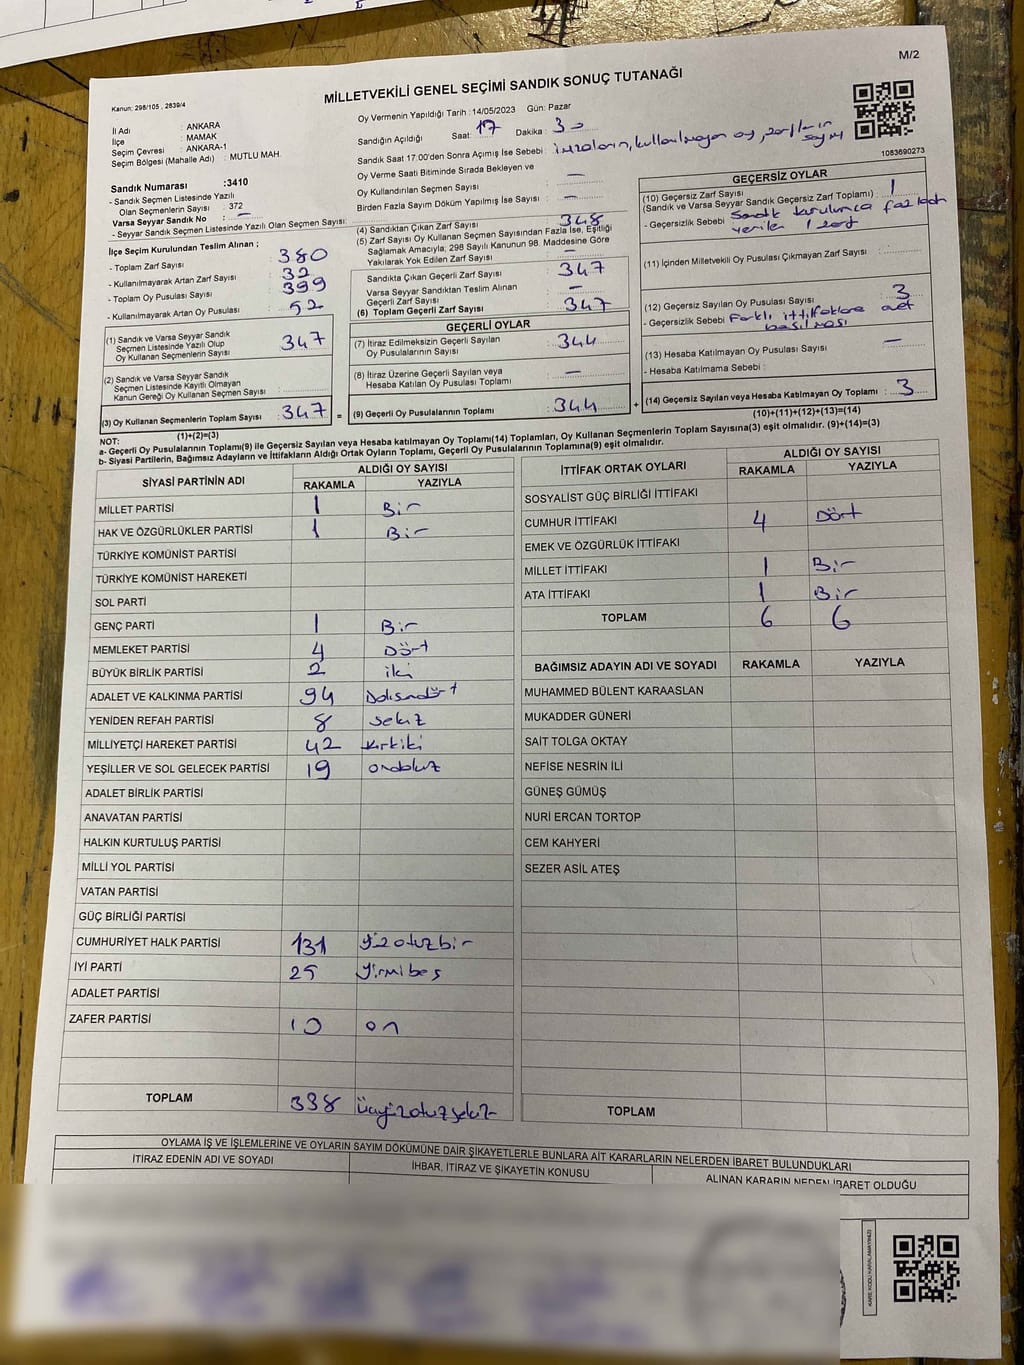 M/2
MİLLETVEKİLİ GENEL SEÇİMİ SANDIK SONUÇ TUTANAĞI
Kanun: 298/105 , 2839/4
İl Adı : ANKARA
İlçe : MAMAK
Seçim Çevresi : ANKARA-1
Seçim Bölgesi (Mahalle Adı) : MUTLU MAH.
Sandık Numarası :3410
- Sandık Seçmen Listesinde Yazılı
Olan Seçmenlerin Sayısı : 372
Varsa Seyyar Sandık No : –
- Seyyar Sandık Seçmen Listesinde Yazılı Olan Seçmen Sayısı:
Oy Vermenin Yapıldığı Tarih : 14/05/2023 Gün: Pazar
Sandığın Açıldığı Saat: 17 Dakika : 30
Sandık Saat 17:00'den Sonra Açımış İse Sebebi : imzaların, kullanılmayan oy, zarfların sayımı
Oy Verme Saati Bitiminde Sırada Bekleyen ve
Oy Kullandırılan Seçmen Sayısı : –
Birden Fazla Sayım Döküm Yapılmış İse Sayısı : –
1083690273
İlçe Seçim Kurulundan Teslim Alınan ;
- Toplam Zarf Sayısı : 380
- Kullanılmayarak Artan Zarf Sayısı : 32
- Toplam Oy Pusulası Sayısı : 399
- Kullanılmayarak Artan Oy Pusulası : 52
(1) Sandık ve Varsa Seyyar Sandık
Seçmen Listesinde Yazılı Olup
Oy Kullanan Seçmenlerin Sayısı : 347
(2) Sandık ve Varsa Seyyar Sandık
Seçmen Listesinde Kayıtlı Olmayan
Kanun Gereği Oy Kullanan Seçmen Sayısı :
(3) Oy Kullanan Seçmenlerin Toplam Sayısı : 347 =
(1)+(2)=(3)
(4) Sandıktan Çıkan Zarf Sayısı : 348
(5) Zarf Sayısı Oy Kullanan Seçmen Sayısından Fazla İse, Eşitliği
Sağlamak Amacıyla; 298 Sayılı Kanunun 98. Maddesine Göre
Yakılarak Yok Edilen Zarf Sayısı : –
Sandıkta Çıkan Geçerli Zarf Sayısı : 347
Varsa Seyyar Sandıktan Teslim Alınan
Geçerli Zarf Sayısı : –
(6) Toplam Geçerli Zarf Sayısı : 347
GEÇERLİ OYLAR
(7) İtiraz Edilmeksizin Geçerli Sayılan
Oy Pusulalarının Sayısı : 344
(8) İtiraz Üzerine Geçerli Sayılan veya
Hesaba Katılan Oy Pusulası Toplamı : –
(9) Gerçerli Oy Pusulalarının Toplamı : 344 +
GEÇERSİZ OYLAR
(10) Geçersiz Zarf Sayısı
(Sandık ve Varsa Seyyar Sandık Geçersiz Zarf Toplamı) : 1
- Geçersizlik Sebebi : Sandık kurulunca fazladan
verilen 1 zarf
(11) İçinden Milletvekili Oy Pusulası Çıkmayan Zarf Sayısı :
(12) Geçersiz Sayılan Oy Pusulası Sayısı : 3
- Geçersizlik Sebebi : Farklı ittifaklara evet
basılması
(13) Hesaba Katılmayan Oy Pusulası Sayısı : –
- Hesaba Katılmama Sebebi :
(14) Geçersiz Sayılan veya Hesaba Katılmayan Oy Toplamı : 3
(10)+(11)+(12)+(13)=(14)
NOT:
a- Geçerli Oy Pusulalarının Toplamı(9) ile Geçersiz Sayılan veya Hesaba katılmayan Oy Toplamı(14) Toplamları, Oy Kullanan Seçmenlerin Toplam Sayısına(3) eşit olmalıdır. (9)+(14)=(3)
b- Siyasi Partilerin, Bağımsız Adayların ve İttifakların Aldığı Ortak Oyların Toplamı, Geçerli Oy Pusulalarının Toplamına(9) eşit olmalıdır.
SİYASİ PARTİNİN ADI ALDIĞI OY SAYISI
RAKAMLA YAZIYLA
MİLLET PARTİSİ 1 Bir
HAK VE ÖZGÜRLÜKLER PARTİSİ 1 Bir
TÜRKİYE KOMÜNİST PARTİSİ
TÜRKİYE KOMÜNİST HAREKETİ
SOL PARTİ
GENÇ PARTİ 1 Bir
MEMLEKET PARTİSİ 4 Dört
BÜYÜK BİRLİK PARTİSİ 2 iki
ADALET VE KALKINMA PARTİSİ 94 Doksandört
YENİDEN REFAH PARTİSİ 8 sekiz
MİLLİYETÇİ HAREKET PARTİSİ 42 kırkiki
YEŞİLLER VE SOL GELECEK PARTİSİ 19 ondokuz
ADALET BİRLİK PARTİSİ
ANAVATAN PARTİSİ
HALKIN KURTULUŞ PARTİSİ
MİLLİ YOL PARTİSİ
VATAN PARTİSİ
GÜÇ BİRLİĞİ PARTİSİ
CUMHURİYET HALK PARTİSİ 131 yüzotuzbir
İYİ PARTİ 25 yirmibeş
ADALET PARTİSİ
ZAFER PARTİSİ 10 on
TOPLAM 338 üçyüzotuzsekiz
İTTİFAK ORTAK OYLARI ALDIĞI OY SAYISI
RAKAMLA YAZIYLA
SOSYALİST GÜÇ BİRLİĞİ İTTİFAKI
CUMHUR İTTİFAKI 4 Dört
EMEK VE ÖZGÜRLÜK İTTİFAKI
MİLLET İTTİFAKI 1 Bir
ATA İTTİFAKI 1 Bir
TOPLAM 6 6
BAĞIMSIZ ADAYIN ADI VE SOYADI RAKAMLA YAZIYLA
MUHAMMED BÜLENT KARAASLAN
MUKADDER GÜNERİ
SAİT TOLGA OKTAY
NEFİSE NESRİN İLİ
GÜNEŞ GÜMÜŞ
NURİ ERCAN TORTOP
CEM KAHYERİ
SEZER ASİL ATEŞ
TOPLAM
OYLAMA İŞ VE İŞLEMLERİNE VE OYLARIN SAYIM DÖKÜMÜNE DAİR ŞİKAYETLERLE BUNLARA AİT KARARLARIN NELERDEN İBARET BULUNDUKLARI
İTİRAZ EDENİN ADI VE SOYADI İHBAR, İTİRAZ VE ŞİKAYETİN KONUSU ALINAN KARARIN NEDEN İBARET OLDUĞU
KARE KODU KARALAMAYINIZ!